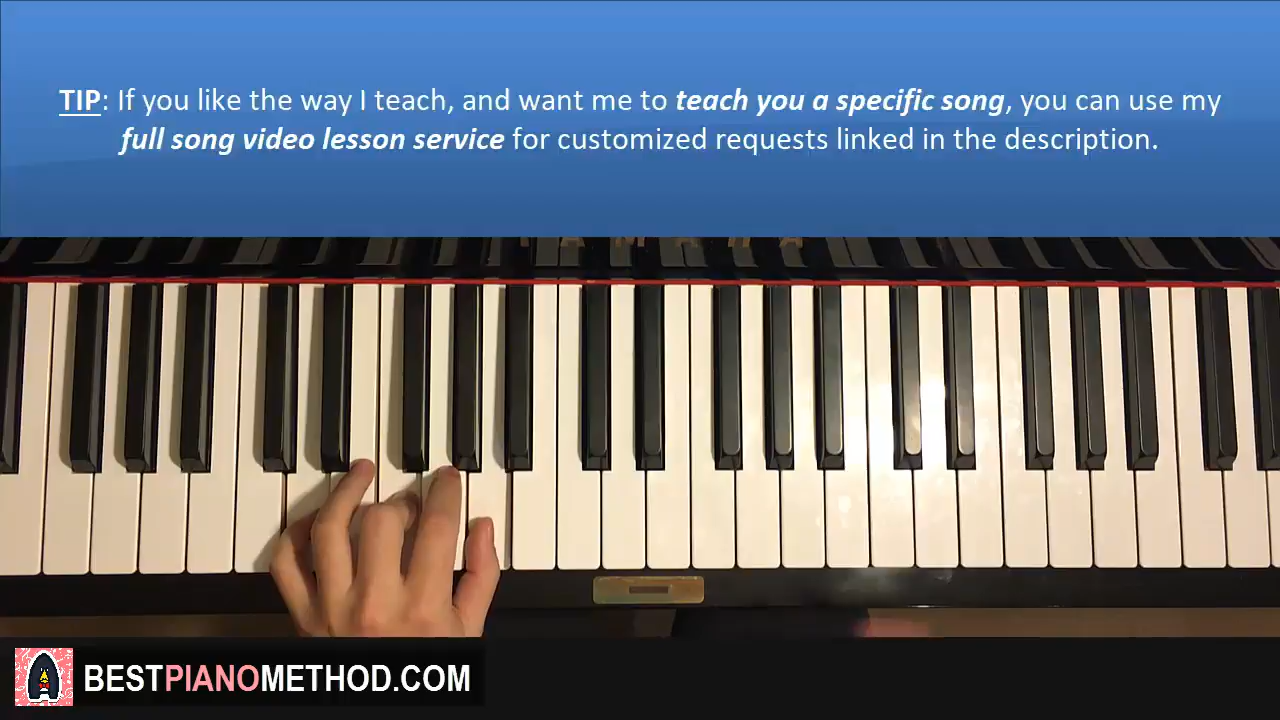 TIP: If you like the way I teach, and want me to teach you a specific song, you can use my
full song video lesson service for customized requests linked in the description.
YAMAHA
BESTPIANOMETHOD.COM